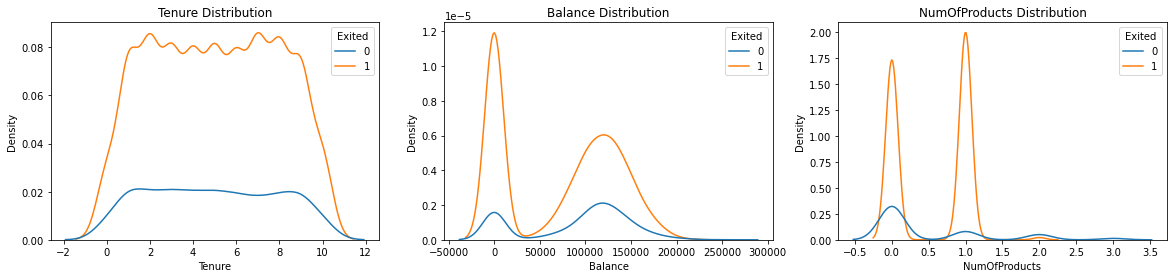 Tenure Distribution
Density
0.08
0.06
0.04
0.02
0.00
−2 0 2 4 6 8 10 12
Tenure
Exited
0
1
Balance Distribution
1e−5
Density
1.2
1.0
0.8
0.6
0.4
0.2
0.0
−50000 0 50000 100000 150000 200000 250000 300000
Balance
Exited
0
1
NumOfProducts Distribution
Density
2.00
1.75
1.50
1.25
1.00
0.75
0.50
0.25
0.00
−0.5 0.0 0.5 1.0 1.5 2.0 2.5 3.0 3.5
NumOfProducts
Exited
0
1